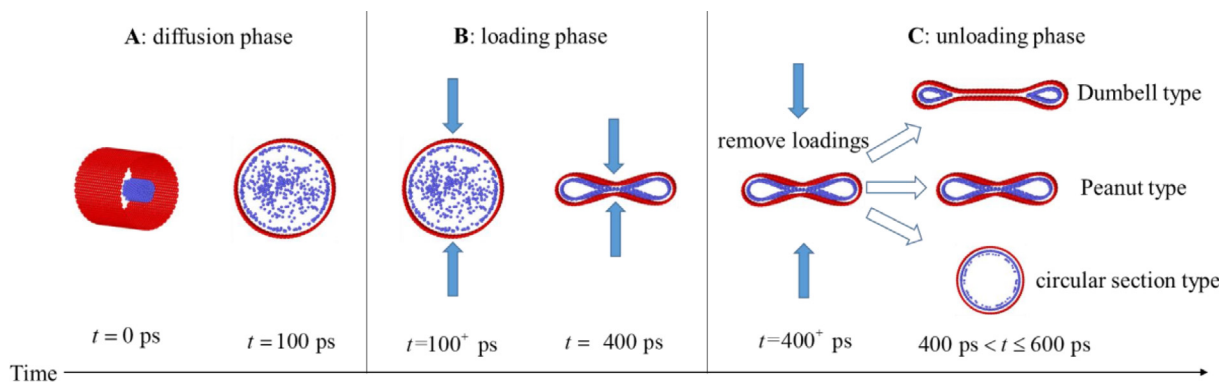 A: diffusion phase
B: loading phase
C: unloading phase
Dumbell type
remove loadings
Peanut type
circular section type
t = 0 ps
t = 100 ps
t=100⁺ ps
t = 400 ps
t=400⁺ ps
400 ps < t ≤ 600 ps
Time